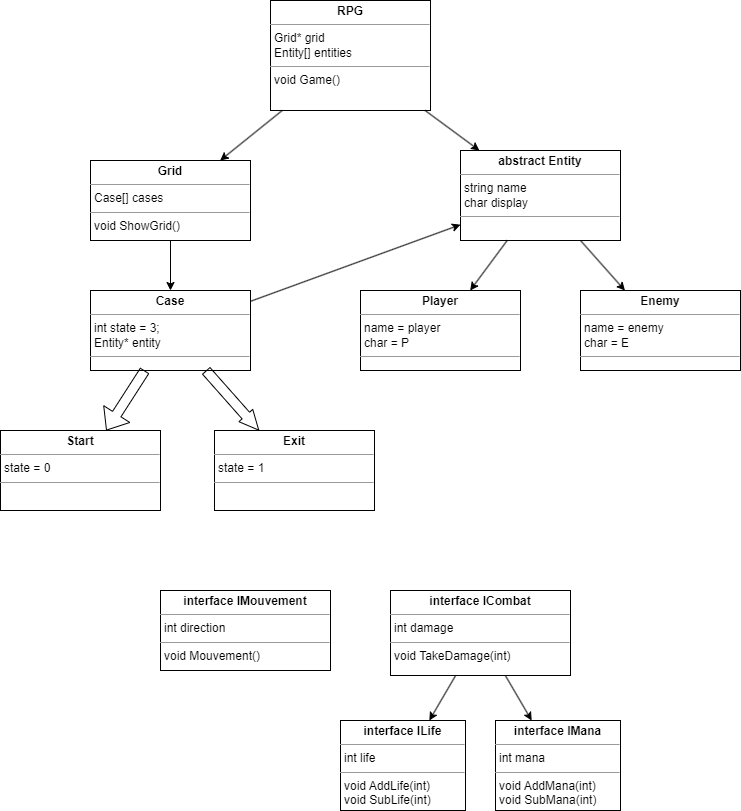 RPG
Grid* grid
Entity[] entities
void Game()
Grid
Case[] cases
void ShowGrid()
abstract Entity
string name
char display
Case
int state = 3;
Entity* entity
Player
name = player
char = P
Enemy
name = enemy
char = E
Start
state = 0
Exit
state = 1
interface IMouvement
int direction
void Mouvement()
interface ICombat
int damage
void TakeDamage(int)
interface ILife
int life
void AddLife(int)
void SubLife(int)
interface IMana
int mana
void AddMana(int)
void SubMana(int)